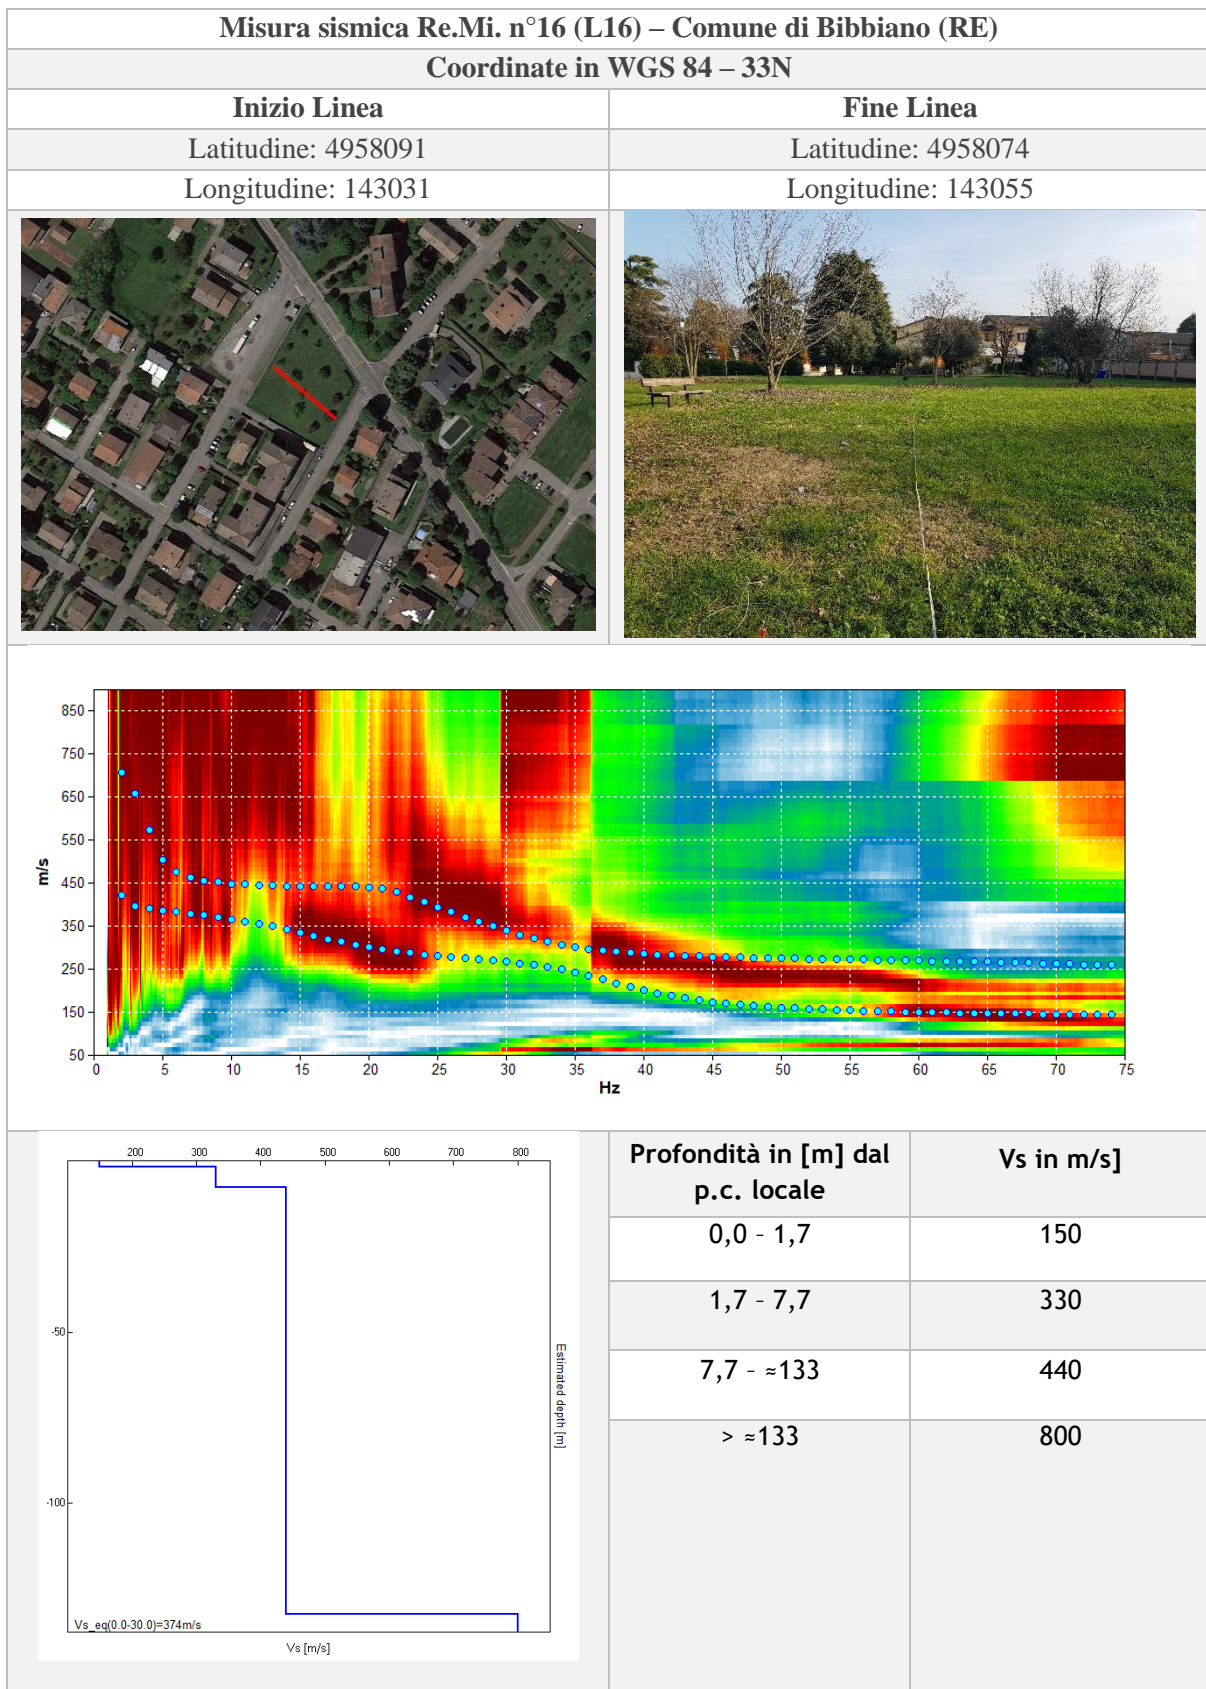 Misura sismica Re.Mi. n°16 (L16) – Comune di Bibbiano (RE)
Coordinate in WGS 84 – 33N
Inizio Linea
Fine Linea
Latitudine: 4958091
Latitudine: 4958074
Longitudine: 143031
Longitudine: 143055
850
750
650
550
450
350
250
150
50
m/s
0 5 10 15 20 25 30 35 40 45 50 55 60 65 70 75
Hz
200 300 400 500 600 700 800
-50
-100
Estimated depth [m]
Vs_eq(0.0-30.0)=374m/s
Vs [m/s]
Profondità in [m] dal
p.c. locale
Vs in m/s]
0,0 – 1,7
150
1,7 – 7,7
330
7,7 – ≈133
440
> ≈133
800